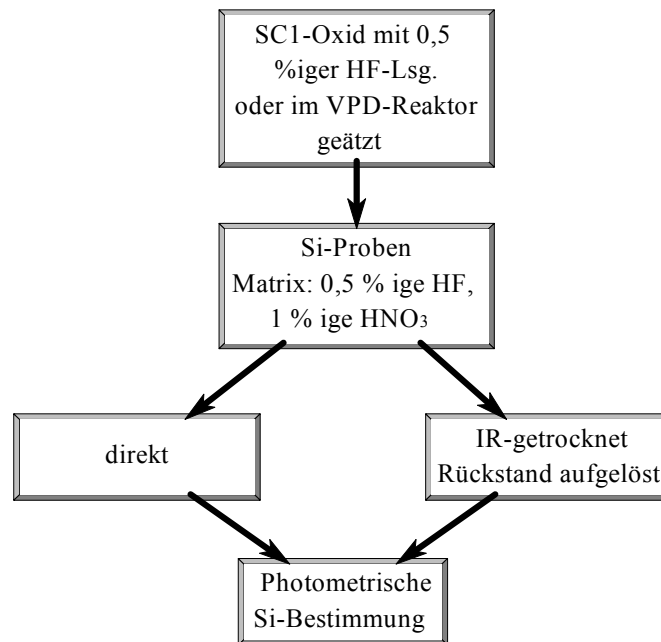 SC1-Oxid mit 0,5
%iger HF-Lsg.
oder im VPD-Reaktor
geätzt
Si-Proben
Matrix: 0,5 % ige HF,
1 % ige HNO₃
direkt
IR-getrocknet
Rückstand aufgelöst
Photometrische
Si-Bestimmung